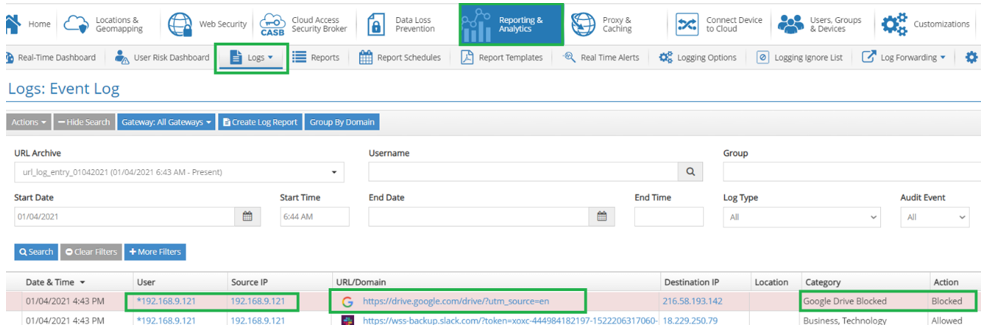 Home
Locations & Geomapping
Web Security
CASB
Cloud Access Security Broker
Data Loss Prevention
Reporting & Analytics
Proxy & Caching
Connect Device to Cloud
Users, Groups & Devices
Customizations
Real-Time Dashboard
User Risk Dashboard
Logs
Reports
Report Schedules
Report Templates
Real Time Alerts
Logging Options
Logging Ignore List
Log Forwarding
Logs: Event Log
Actions
Hide Search
Gateway: All Gateways
Create Log Report
Group By Domain
URL Archive
Username
Group
url_log_entry_01042021 (01/04/2021 6:43 AM - Present)
Start Date
Start Time
End Date
End Time
Log Type
Audit Event
01/04/2021
6:44 AM
All
All
Search
Clear Filters
+ More Filters
Date & Time
User
Source IP
URL/Domain
Destination IP
Location
Category
Action
01/04/2021 4:43 PM
*192.168.9.121
192.168.9.121
https://drive.google.com/drive/?utm_source=en
216.58.193.142
Google Drive Blocked
Blocked
01/04/2021 4:43 PM
*192.168.9.121
192.168.9.121
https://wss-backup.slack.com/?token=xoxc-444984182197-1522206317060-
18.229.250.79
Business, Technology
Allowed